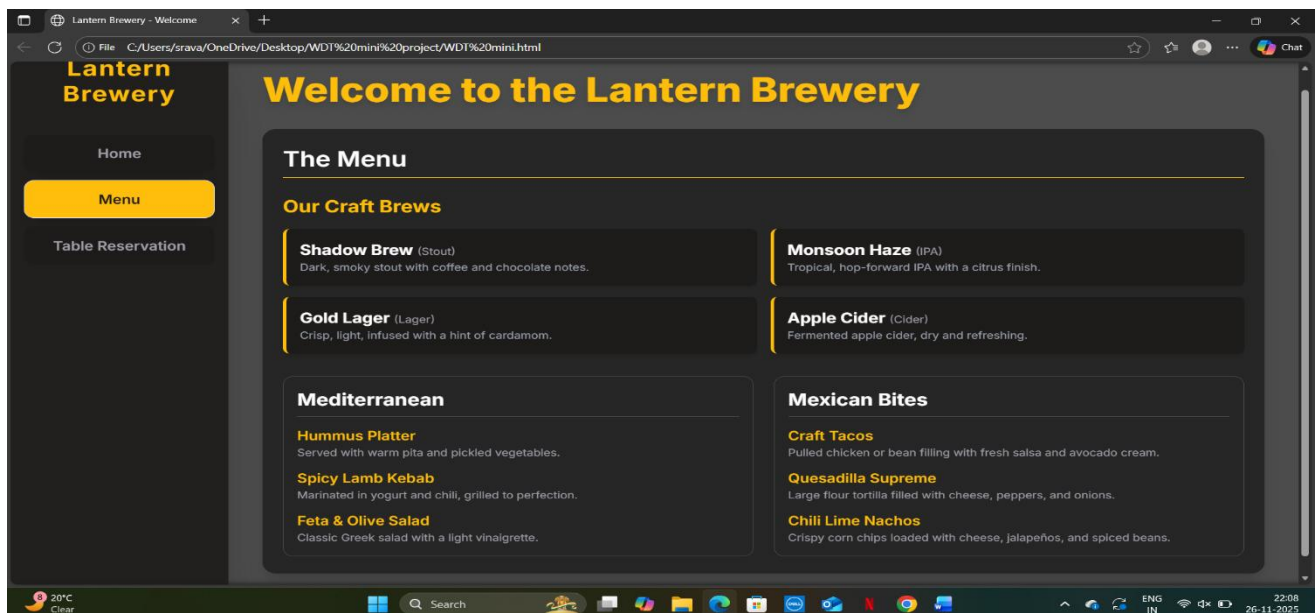 Lantern Brewery - Welcome
File C:/Users/srava/OneDrive/Desktop/WDT%20mini%20project/WDT%20mini.html
Chat
Lantern
Brewery
Home
Menu
Table Reservation
Welcome to the Lantern Brewery
The Menu
Our Craft Brews
Shadow Brew (Stout)
Dark, smoky stout with coffee and chocolate notes.
Monsoon Haze (IPA)
Tropical, hop-forward IPA with a citrus finish.
Gold Lager (Lager)
Crisp, light, infused with a hint of cardamom.
Apple Cider (Cider)
Fermented apple cider, dry and refreshing.
Mediterranean
Hummus Platter
Served with warm pita and pickled vegetables.
Spicy Lamb Kebab
Marinated in yogurt and chili, grilled to perfection.
Feta & Olive Salad
Classic Greek salad with a light vinaigrette.
Mexican Bites
Craft Tacos
Pulled chicken or bean filling with fresh salsa and avocado cream.
Quesadilla Supreme
Large flour tortilla filled with cheese, peppers, and onions.
Chili Lime Nachos
Crispy corn chips loaded with cheese, jalapeños, and spiced beans.
8
20°C
Clear
Search
ENG
IN
22:08
26-11-2025